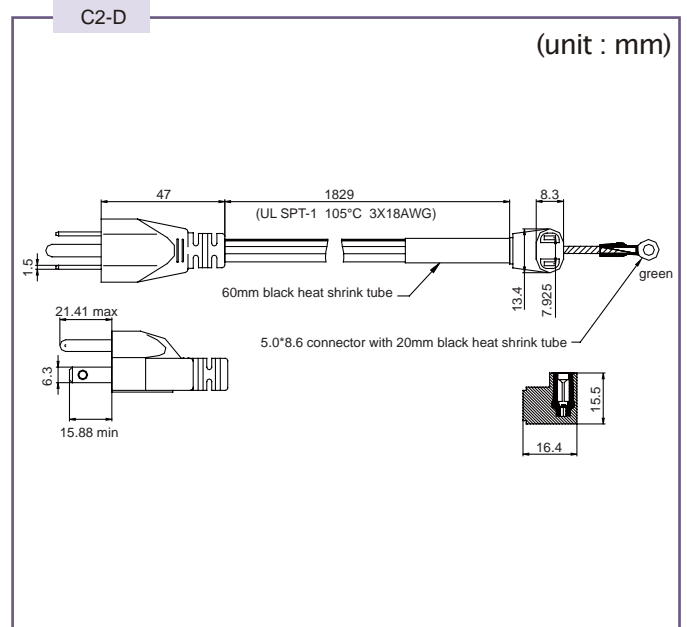 C2-D
(unit : mm)
47
1829
8.3
(UL SPT-1 105°C 3X18AWG)
1.5
60mm black heat shrink tube
13.4
7.925
green
21.41 max
5.0*8.6 connector with 20mm black heat shrink tube
6.3
15.88 min
15.5
16.4